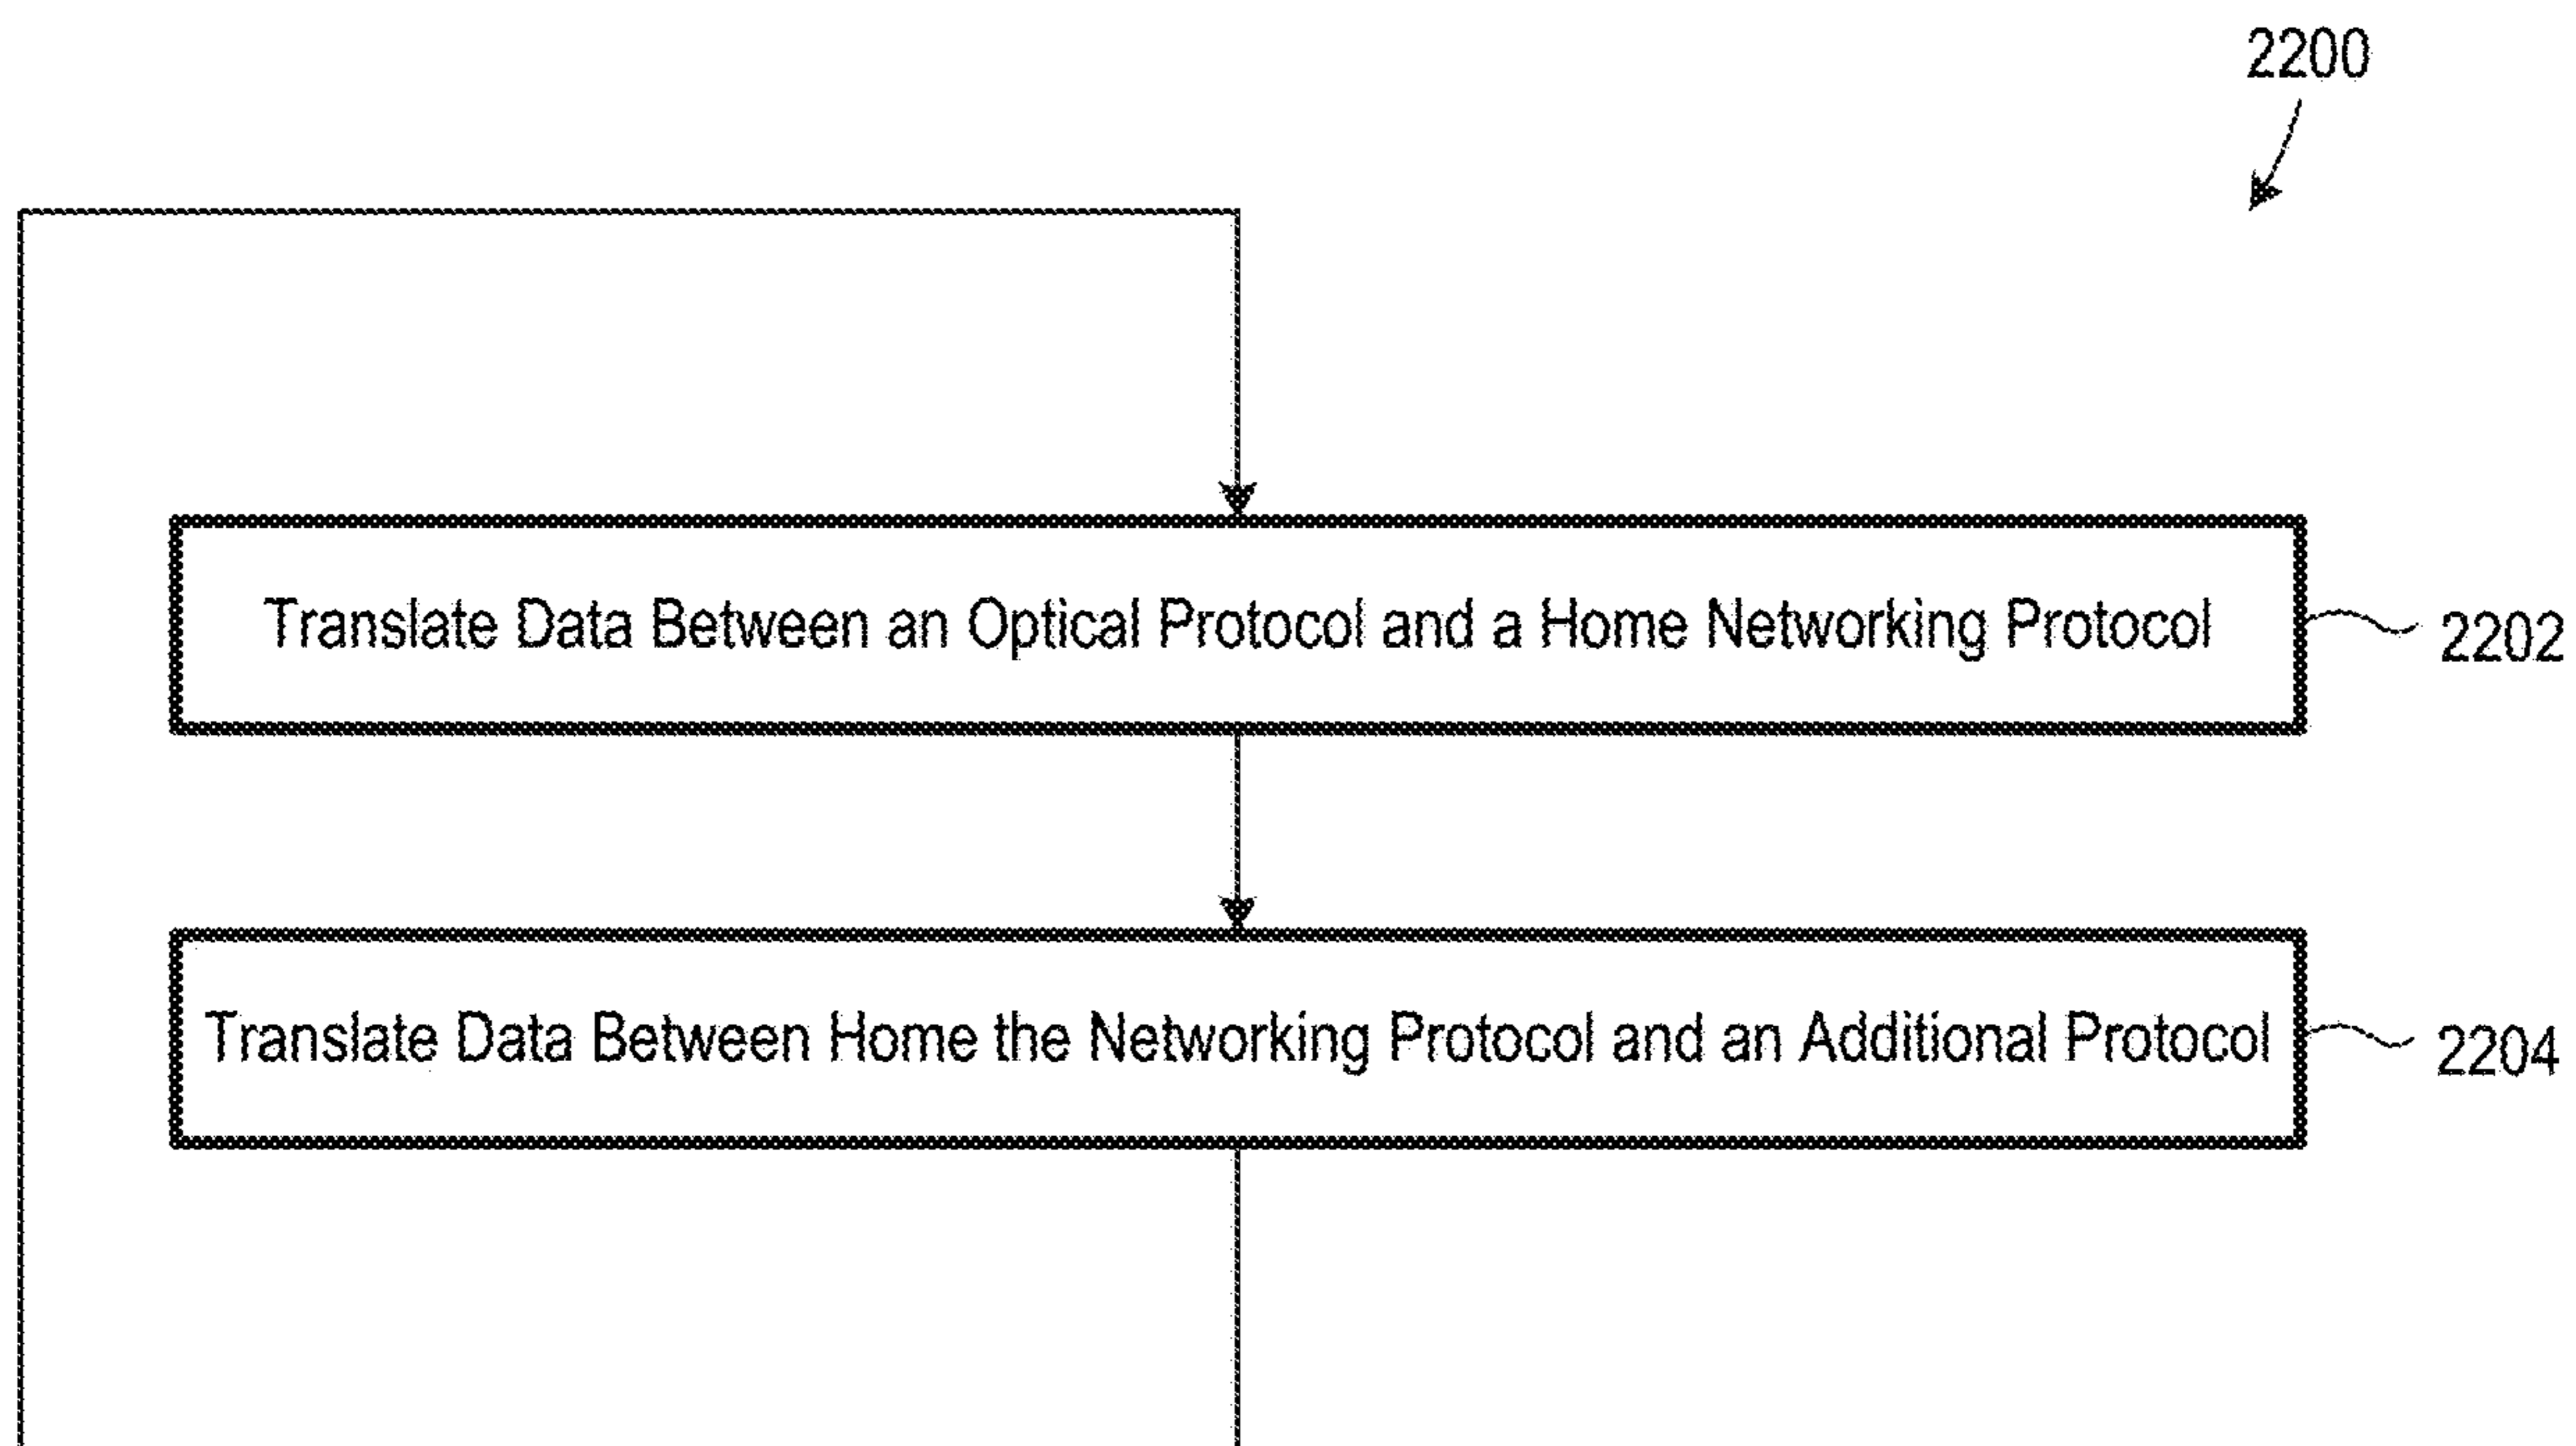 2200
Translate Data Between an Optical Protocol and a Home Networking Protocol
2202
Translate Data Between Home the Networking Protocol and an Additional Protocol
2204